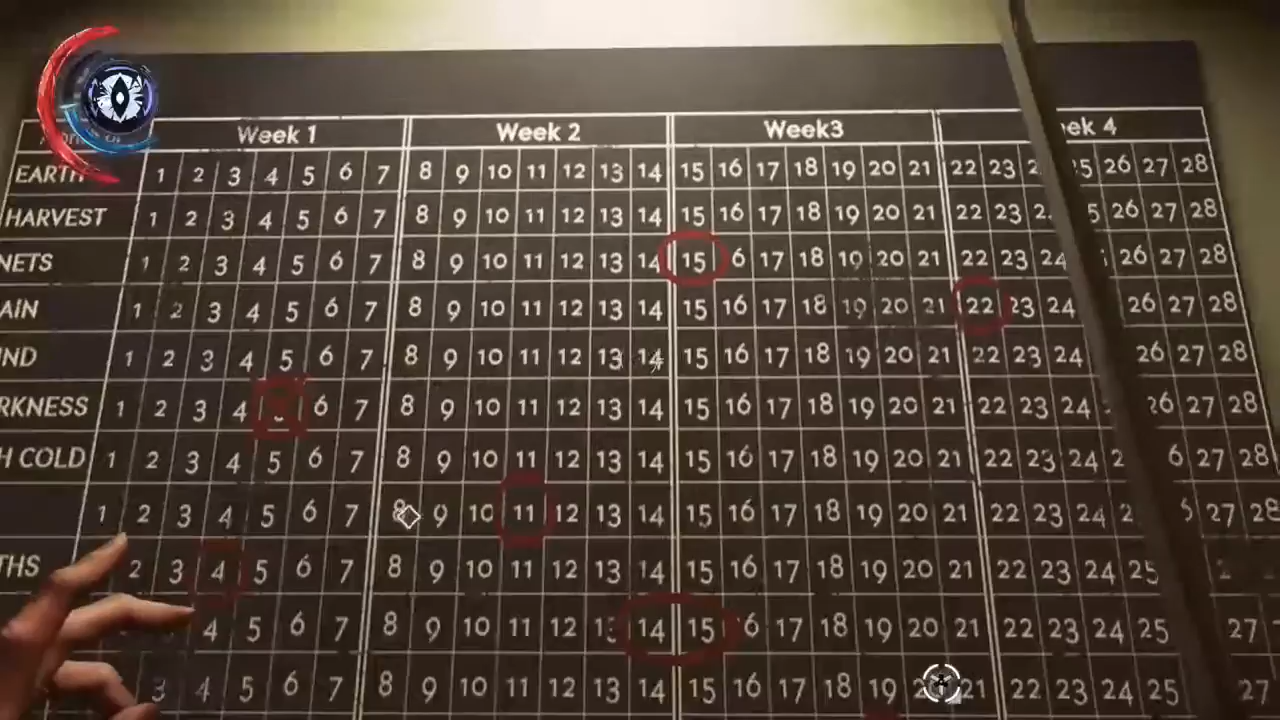 Week 1 Week 2 Week3 ek 4
EARTH 1 2 3 4 5 6 7 8 9 10 11 12 13 14 15 16 17 18 19 20 21 22 23 2 5 26 27 28
HARVEST 1 2 3 4 5 6 7 8 9 10 11 12 13 14 15 16 17 18 19 20 21 22 23 2 5 26 27 28
NETS 1 2 3 4 5 6 7 8 9 10 11 12 13 14 15 6 17 18 19 20 21 22 23 24 26 27 28
AiN 1 2 3 4 5 6 7 8 9 10 11 12 13 14 15 16 17 18 19 20 21 22 23 24 26 27 28
IND 1 2 3 4 5 6 7 8 9 10 11 12 13 14 15 16 17 18 19 20 21 22 23 24 26 27 28
RKNESS 1 2 3 4 6 7 8 9 10 11 12 13 14 15 16 17 18 19 20 21 22 23 24 26 27 28
H COLD 1 2 3 4 5 6 7 8 9 10 11 12 13 14 15 16 17 18 19 20 21 22 23 24 2 6 27 28
1 2 3 4 5 6 7 8 9 10 11 12 13 14 15 16 17 18 19 20 21 22 23 24 2 27 28
THS 2 3 4 5 6 7 8 9 10 11 12 13 14 15 16 17 18 19 20 21 22 23 24 25
4 5 6 7 8 9 10 11 12 1 14 15 6 17 18 19 20 21 22 23 24 25 27
3 4 5 6 7 8 9 10 11 12 13 14 15 16 17 18 19 2 21 22 23 24 25 27